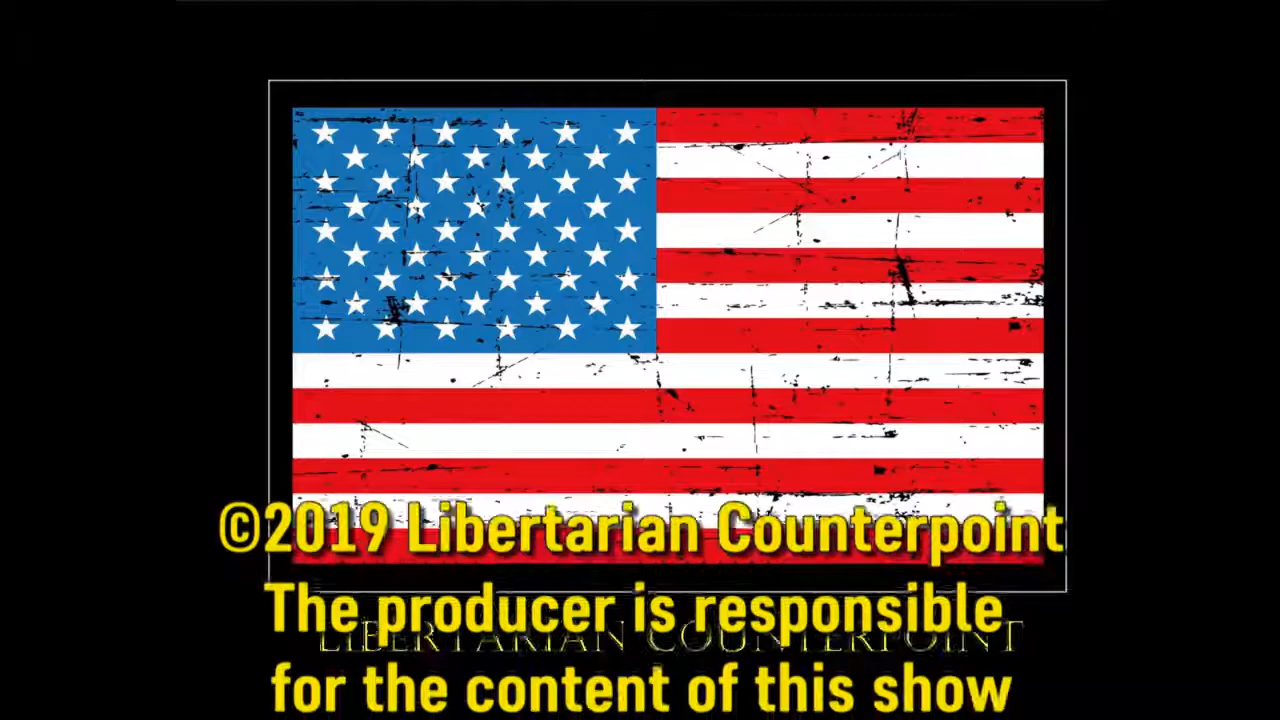 ©2019 Libertarian Counterpoint
The producer is responsible
LIBERTARIAN COUNTERPOINT
for the content of this show